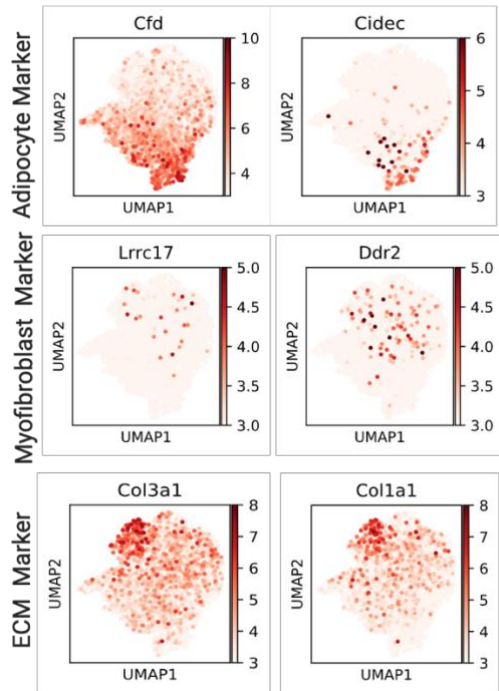 Adipocyte Marker
Cfd
UMAP2
UMAP1
10
8
6
4
Cidec
UMAP2
UMAP1
6
5
4
3
Myofibroblast Marker
Lrrc17
UMAP2
UMAP1
5.0
4.5
4.0
3.5
3.0
Ddr2
UMAP2
UMAP1
5.0
4.5
4.0
3.5
3.0
ECM Marker
Col3a1
UMAP2
UMAP1
8
7
6
5
4
3
Col1a1
UMAP2
UMAP1
8
7
6
5
4
3